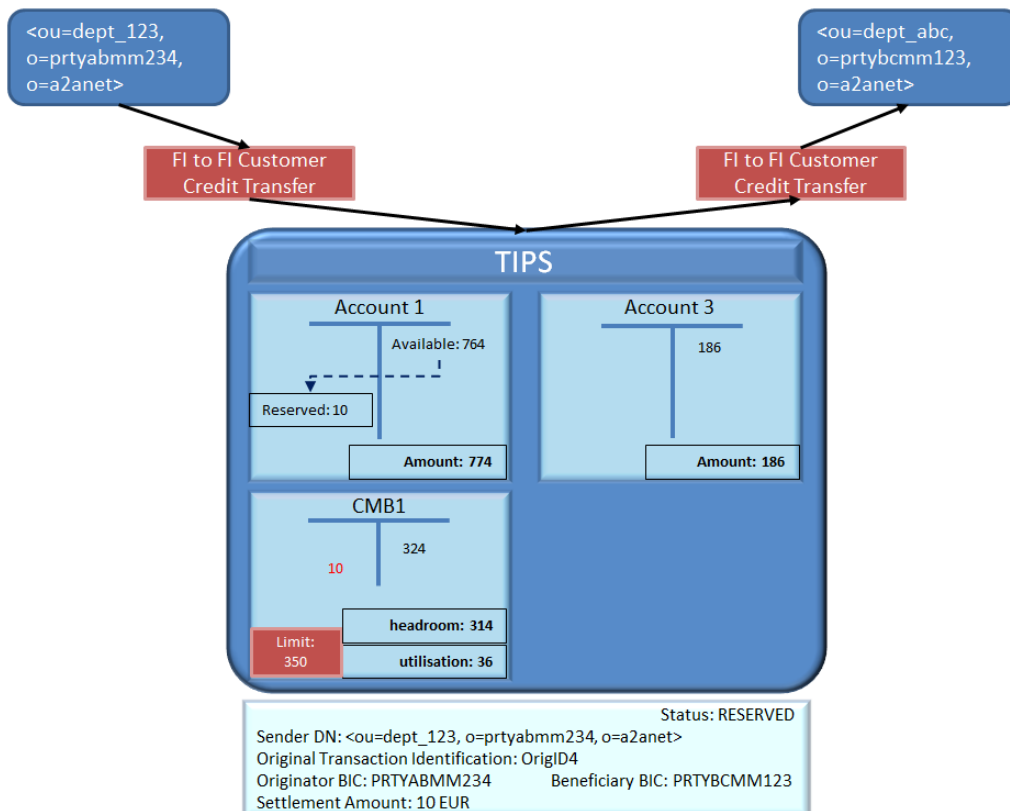 <ou=dept_123,
o=prtyabmm234,
o=a2anet>
<ou=dept_abc,
o=prtybcmm123,
o=a2anet>
FI to FI Customer
Credit Transfer
FI to FI Customer
Credit Transfer
TIPS
Account 1
Available: 764
Reserved: 10
Amount: 774
Account 3
186
Amount: 186
CMB1
324
10
headroom: 314
Limit:
350
utilisation: 36
Status: RESERVED
Sender DN: <ou=dept_123, o=prtyabmm234, o=a2anet>
Original Transaction Identification: OrigID4
Originator BIC: PRTYABMM234 Beneficiary BIC: PRTYBCMM123
Settlement Amount: 10 EUR